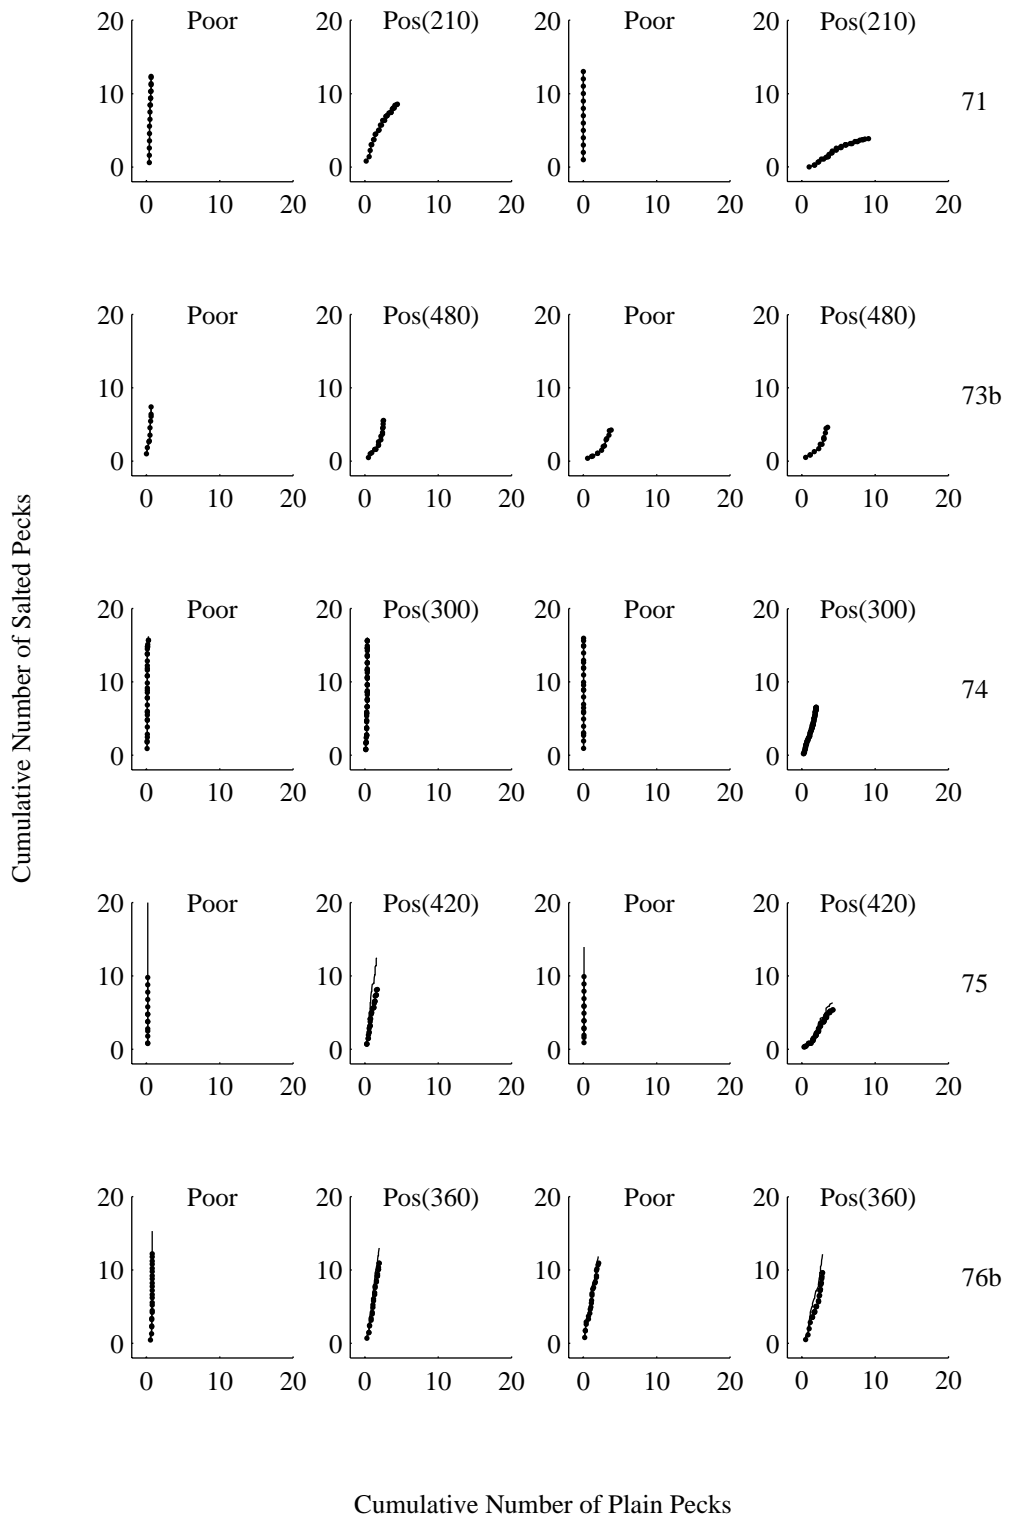 Poor Pos(210) Poor Pos(210)
20 20 20 20
10 10 10 10 71
0 0 0 0
0 10 20 0 10 20 0 10 20 0 10 20
Poor Pos(480) Poor Pos(480)
20 20 20 20
10 10 10 10 73b
0 0 0 0
0 10 20 0 10 20 0 10 20 0 10 20
Cumulative Number of Salted Pecks
Poor Pos(300) Poor Pos(300)
20 20 20 20
10 10 10 10 74
0 0 0 0
0 10 20 0 10 20 0 10 20 0 10 20
Poor Pos(420) Poor Pos(420)
20 20 20 20
10 10 10 10 75
0 0 0 0
0 10 20 0 10 20 0 10 20 0 10 20
Poor Pos(360) Poor Pos(360)
20 20 20 20
10 10 10 10 76b
0 0 0 0
0 10 20 0 10 20 0 10 20 0 10 20
Cumulative Number of Plain Pecks